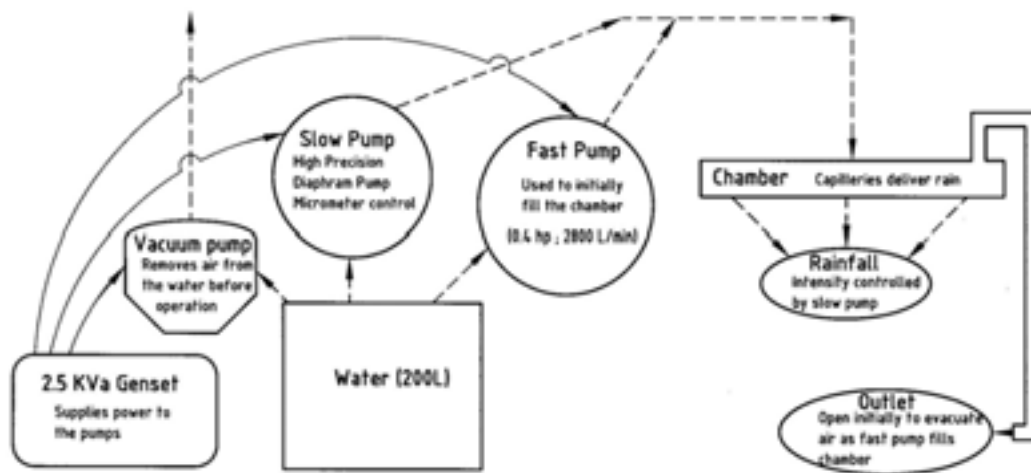 Slow Pump
High Precision
Diaphram Pump
Micrometer control
Fast Pump
Used to initially
fill the chamber
(0.4 hp ; 2800 L/min)
Chamber
Capilleries deliver rain
Vacuum pump
Removes air from
the water before
operation
Rainfall
Intensity controlled
by slow pump
2.5 KVa Genset
Supplies power to
the pumps
Water (200L)
Outlet
Open initially to evacuate
air as fast pump fills
chamber